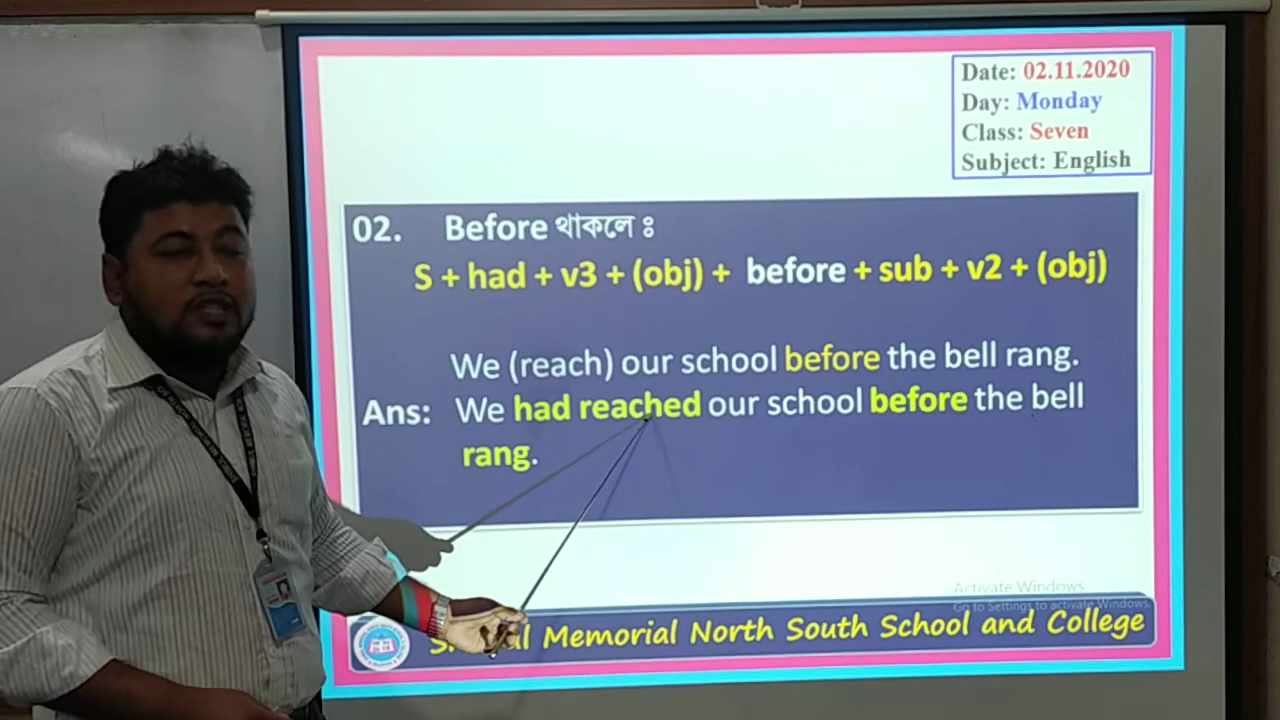 Date: 02.11.2020
Day: Monday
Class: Seven
Subject: English
02. Before থাকলে ঃ
S + had + v3 + (obj) + before + sub + v2 + (obj)
We (reach) our school before the bell rang.
Ans: We had reached our school before the bell
rang.
Activate Windows
Go to Settings to activate Windows.
Memorial North South School and College